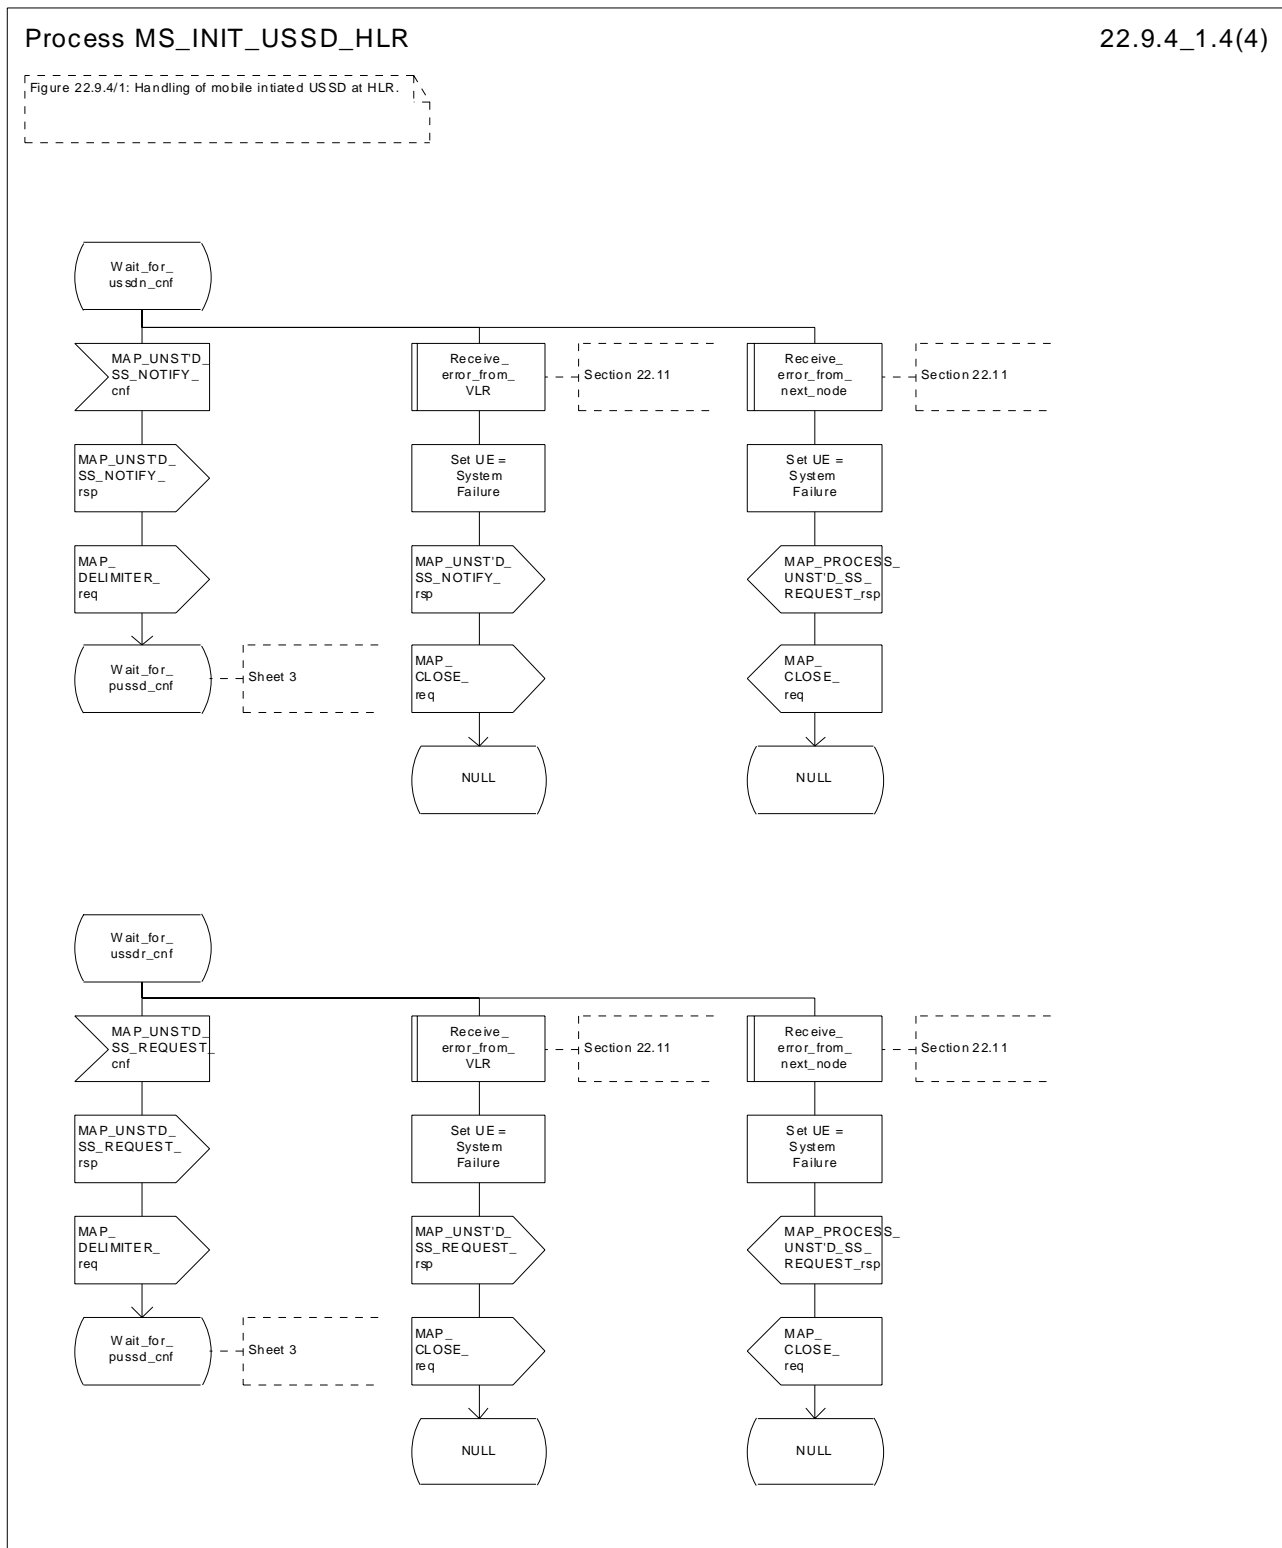 Process MS_INIT_USSD_HLR
22.9.4_1.4(4)
Figure 22.9.4/1: Handling of mobile intiated USSD at HLR.
Wait_for_
ussdn_cnf
MAP_UNST'D_
SS_NOTIFY_
cnf
Receive_
error_from_
VLR
Section 22.11
Receive_
error_from_
next_node
Section 22.11
MAP_UNST'D_
SS_NOTIFY_
rsp
Set UE =
System
Failure
Set UE =
System
Failure
MAP_
DELIMITER_
req
MAP_UNST'D_
SS_NOTIFY_
rsp
MAP_PROCESS_
UNST'D_SS_
REQUEST_rsp
Wait_for_
pussd_cnf
Sheet 3
MAP_
CLOSE_
req
MAP_
CLOSE_
req
NULL
NULL
Wait_for_
ussdr_cnf
MAP_UNST'D_
SS_REQUEST_
cnf
Receive_
error_from_
VLR
Section 22.11
Receive_
error_from_
next_node
Section 22.11
MAP_UNST'D_
SS_REQUEST_
rsp
Set UE =
System
Failure
Set UE =
System
Failure
MAP_
DELIMITER_
req
MAP_UNST'D_
SS_REQUEST_
rsp
MAP_PROCESS_
UNST'D_SS_
REQUEST_rsp
Wait_for_
pussd_cnf
Sheet 3
MAP_
CLOSE_
req
MAP_
CLOSE_
req
NULL
NULL